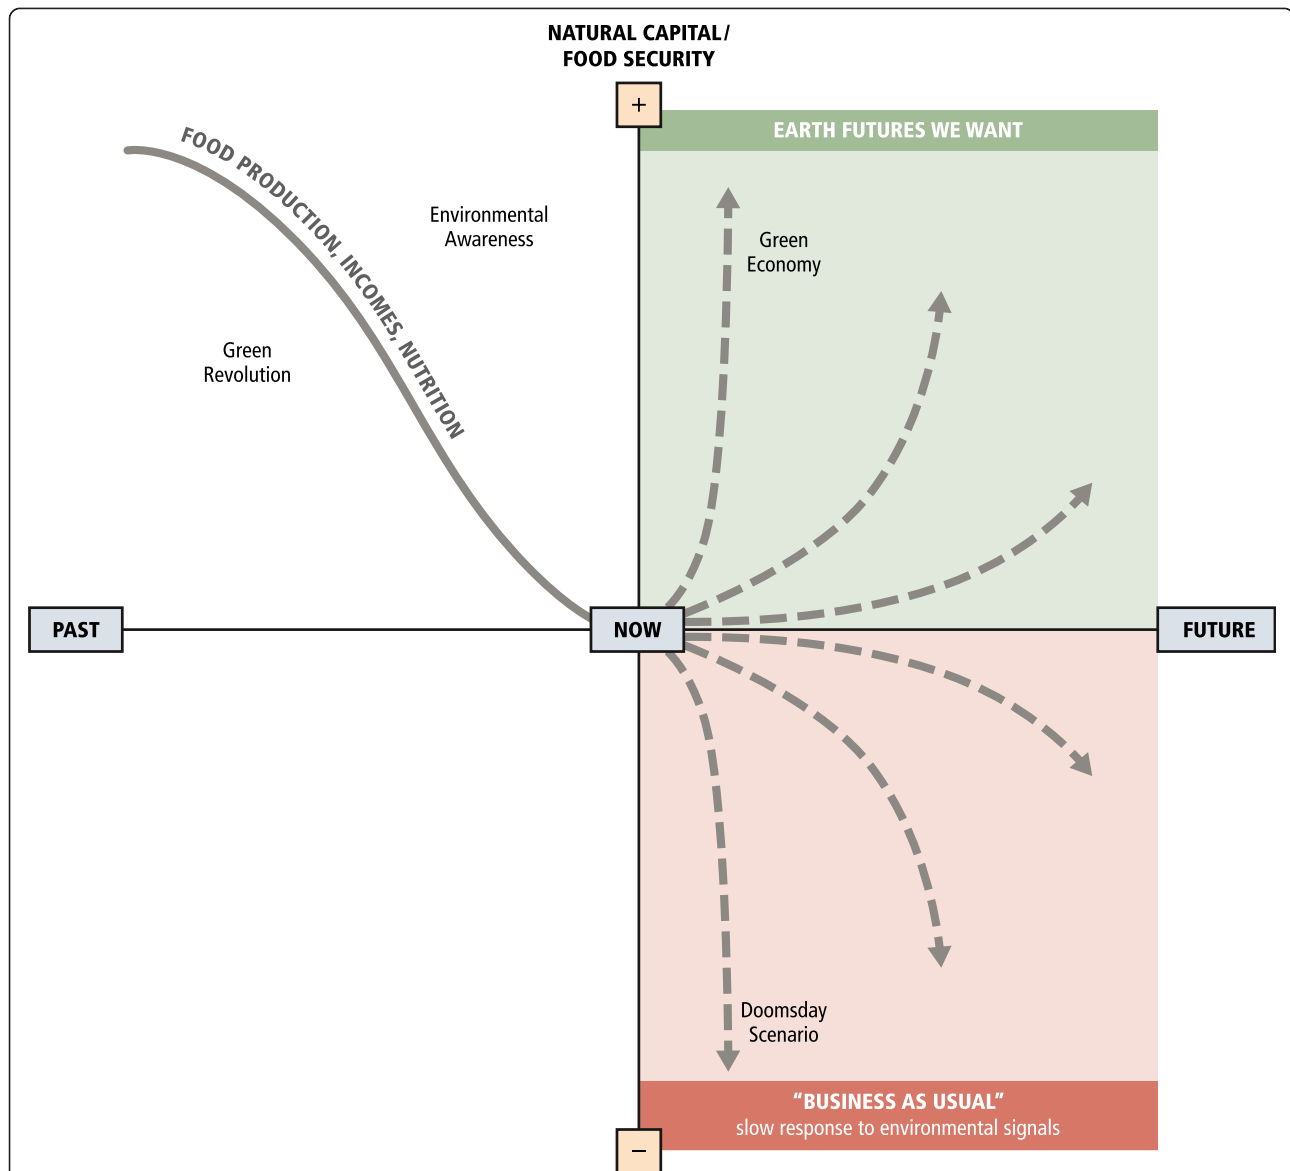 NATURAL CAPITAL/
FOOD SECURITY
+
EARTH FUTURES WE WANT
FOOD PRODUCTION, INCOMES, NUTRITION
Environmental
Awareness
Green
Economy
Green
Revolution
PAST
NOW
FUTURE
Doomsday
Scenario
“BUSINESS AS USUAL”
slow response to environmental signals
–